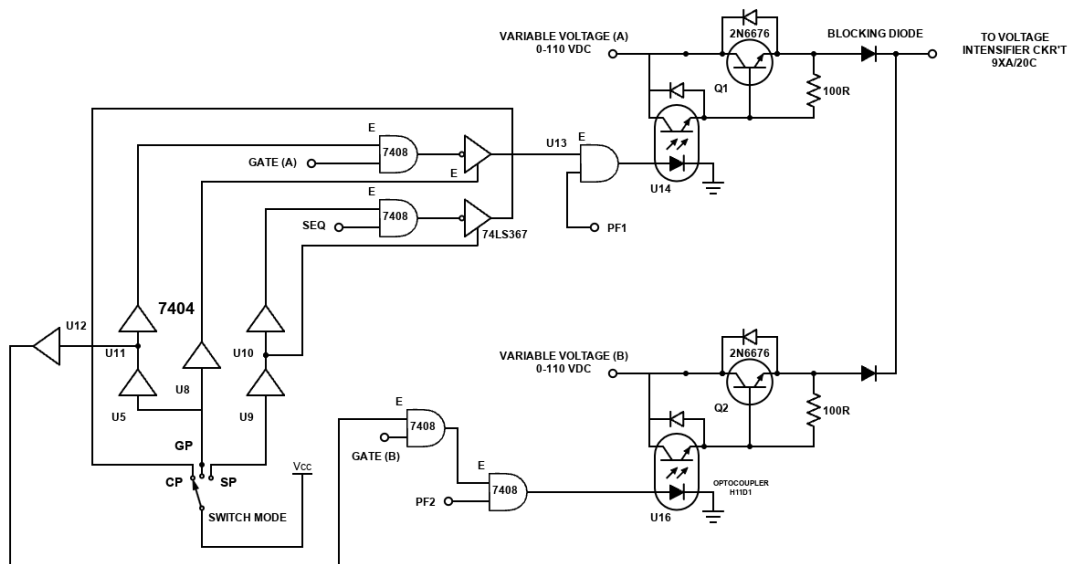 VARIABLE VOLTAGE (A)
0-110 VDC
2N6676
BLOCKING DIODE
TO VOLTAGE
INTENSIFIER CKR'T
9XA/20C
Q1
100R
E
7408
GATE (A)
E
U13
E
U14
E
7408
SEQ
74LS367
PF1
7404
U12
U11
U10
U8
U5
U9
VARIABLE VOLTAGE (B)
0-110 VDC
2N6676
Q2
100R
E
7408
GATE (B)
GP
CP
SP
Vcc
SWITCH MODE
E
7408
PF2
OPTOCOUPLER
H11D1
U16